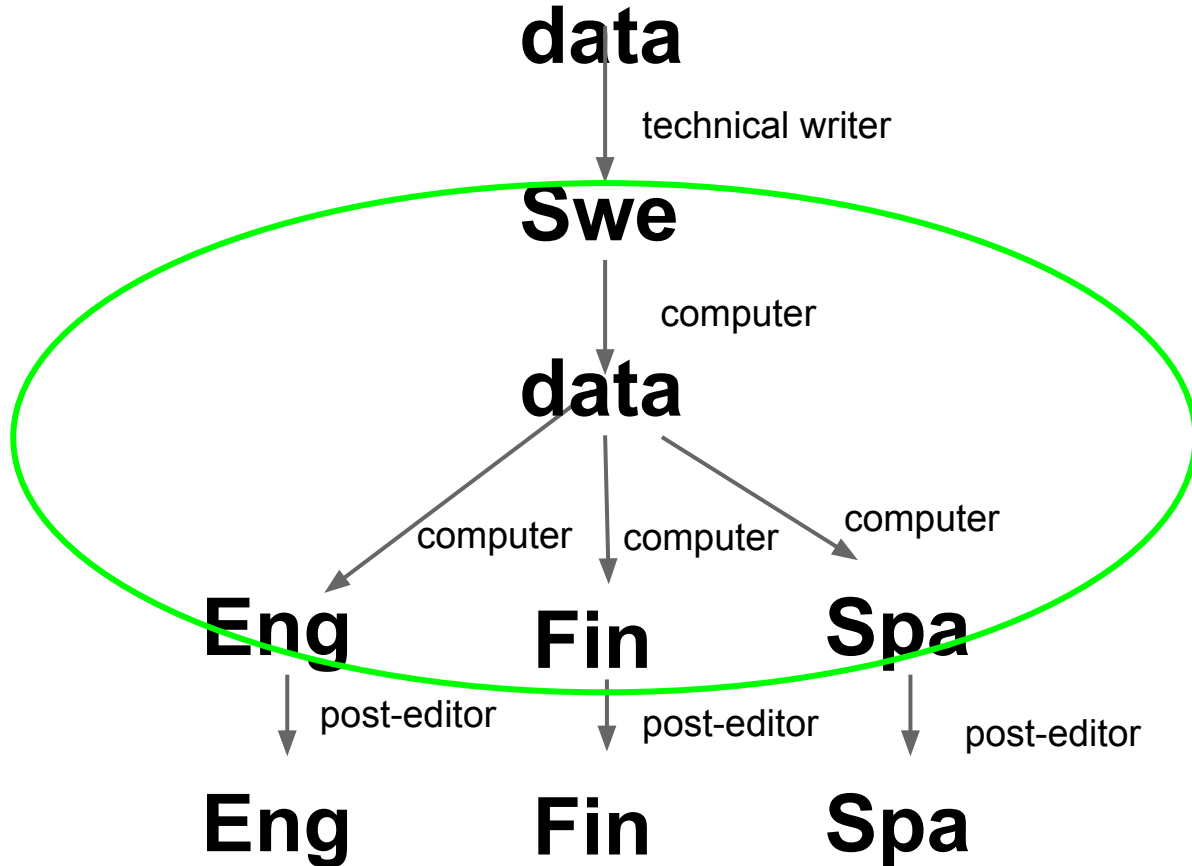 data
technical writer
Swe
computer
data
computer computer computer
Eng Fin Spa
post-editor post-editor post-editor
Eng Fin Spa